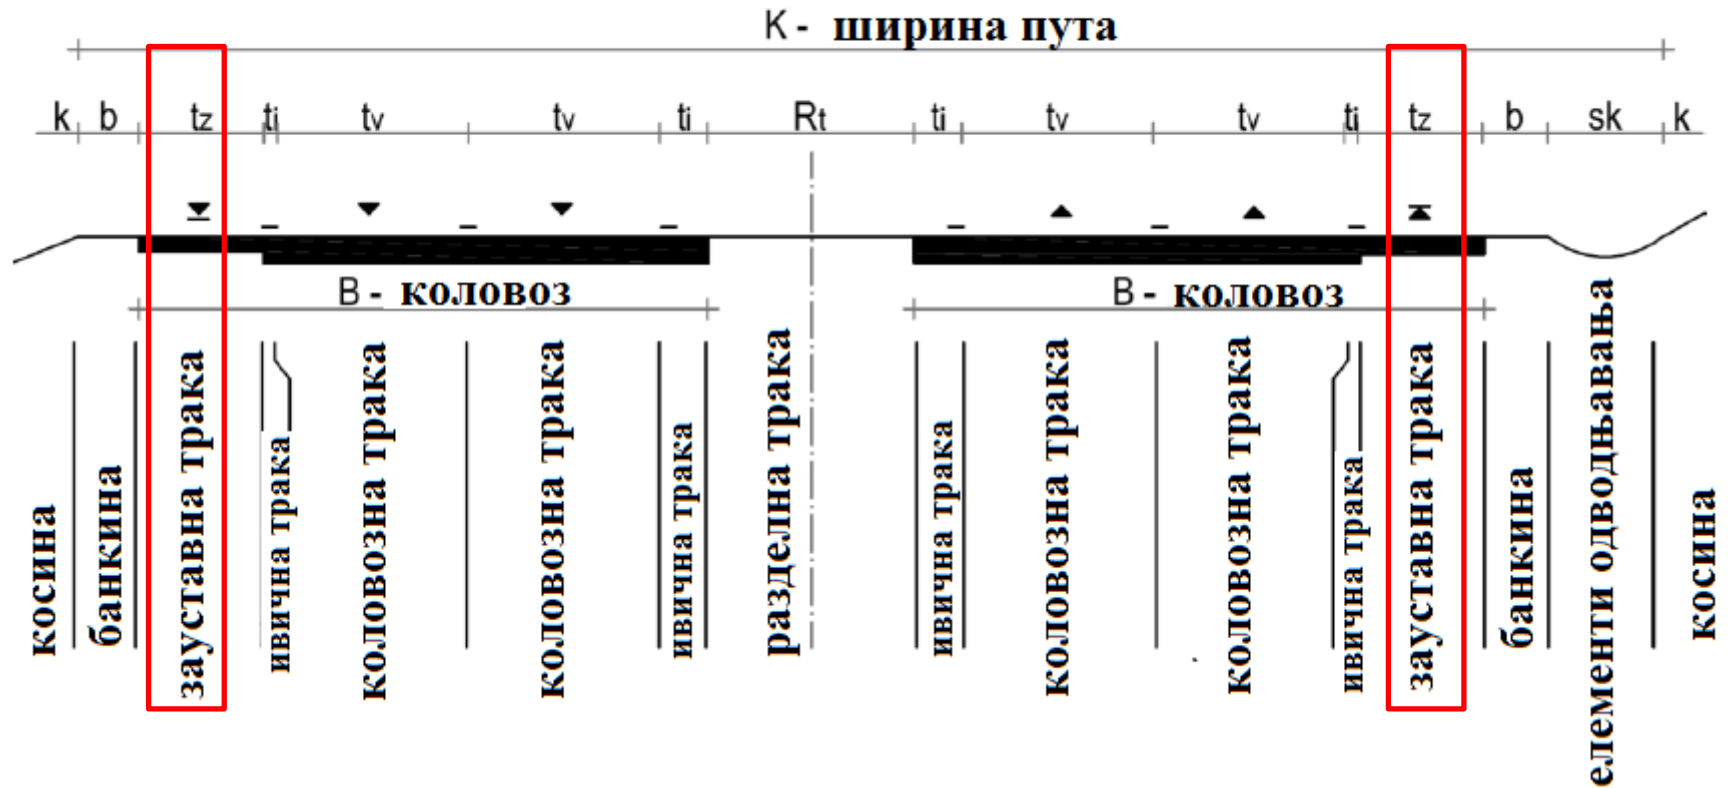 K - ширина пута
k b tz ti tv tv ti Rt ti tv tv ti tz b sk k
B - коловоз
B - коловоз
косина
банкина
зауставна трака
ивична трака
коловозна трака
коловозна трака
ивична трака
разделна трака
ивична трака
коловозна трака
коловозна трака
ивична трака
зауставна трака
банкина
елементи одводњавања
косина